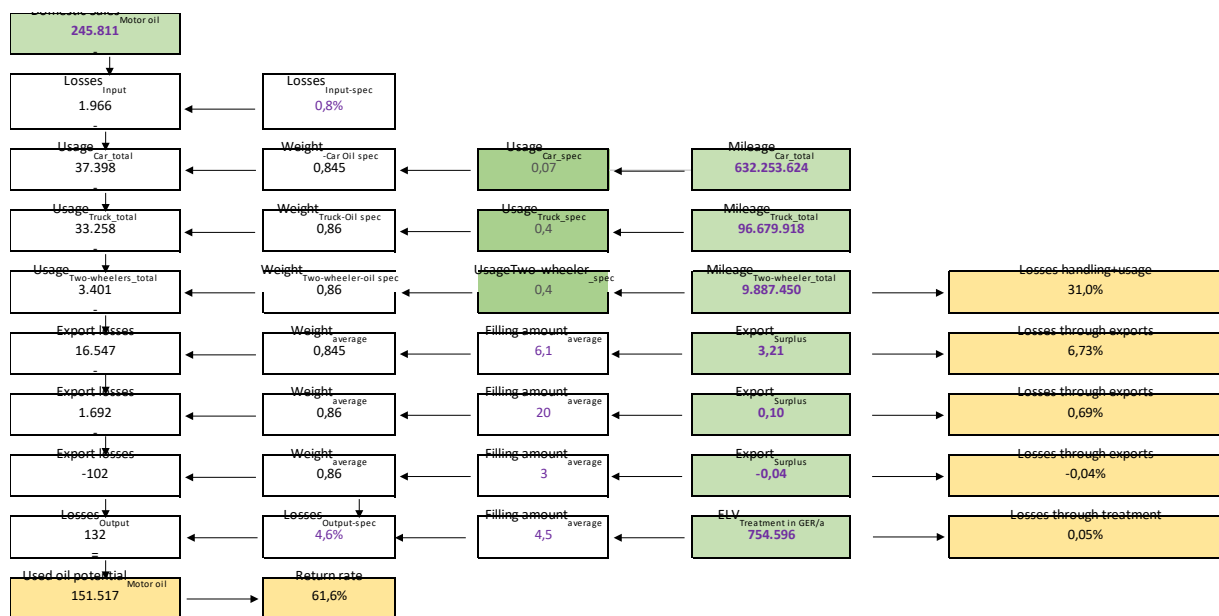 Domestic Sales Motor oil
245.811
-
Losses Input
1.966
-
Losses Input-spec
0,8%
Usage Car_total
37.398
-
Weight -Car Oil spec
0,845
Usage Car_spec
0,07
Mileage Car_total
632.253.624
Usage Truck_total
33.258
-
Weight Truck-Oil spec
0,86
Usage Truck_spec
0,4
Mileage Truck_total
96.679.918
Usage Two-wheelers_total
3.401
-
Weight Two-wheeler-oil spec
0,86
UsageTwo-wheeler _spec
0,4
Mileage Two-wheeler_total
9.887.450
Losses handling+usage
31,0%
Export losses
16.547
-
Weight average
0,845
Filling amount average
6,1
Export Surplus
3,21
Losses through exports
6,73%
Export losses
1.692
-
Weight average
0,86
Filling amount average
20
Export Surplus
0,10
Losses through exports
0,69%
Export losses
-102
Weight average
0,86
Filling amount average
3
Export Surplus
-0,04
Losses through exports
-0,04%
Losses Output
132
=
Losses Output-spec
4,6%
Filling amount average
4,5
ELV Treatment in GER/a
754.596
Losses through treatment
0,05%
Used oil potential Motor oil
151.517
Return rate
61,6%